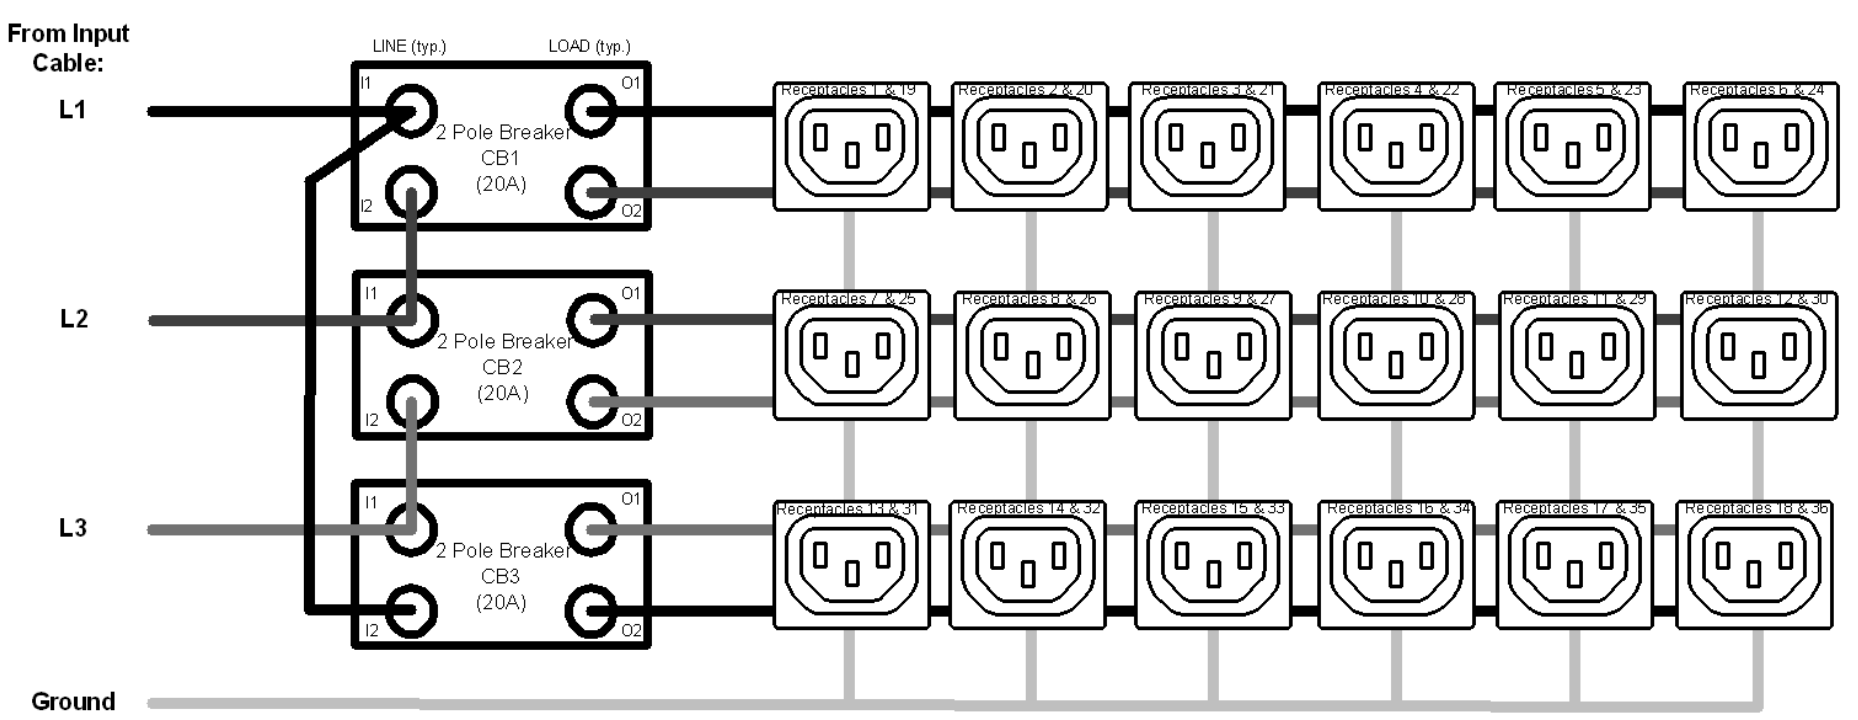 From Input
Cable:
LINE (typ.)
LOAD (typ.)
L1
I1
O1
2 Pole Breaker
CB1
(20A)
I2
O2
Receptacles 1 & 19
Receptacles 2 & 20
Receptacles 3 & 21
Receptacles 4 & 22
Receptacles 5 & 23
Receptacles 6 & 24
L2
I1
O1
2 Pole Breaker
CB2
(20A)
I2
O2
Receptacles 7 & 25
Receptacles 8 & 26
Receptacles 9 & 27
Receptacles 10 & 28
Receptacles 11 & 29
Receptacles 12 & 30
L3
I1
O1
2 Pole Breaker
CB3
(20A)
I2
O2
Receptacles 13 & 31
Receptacles 14 & 32
Receptacles 15 & 33
Receptacles 16 & 34
Receptacles 17 & 35
Receptacles 18 & 36
Ground